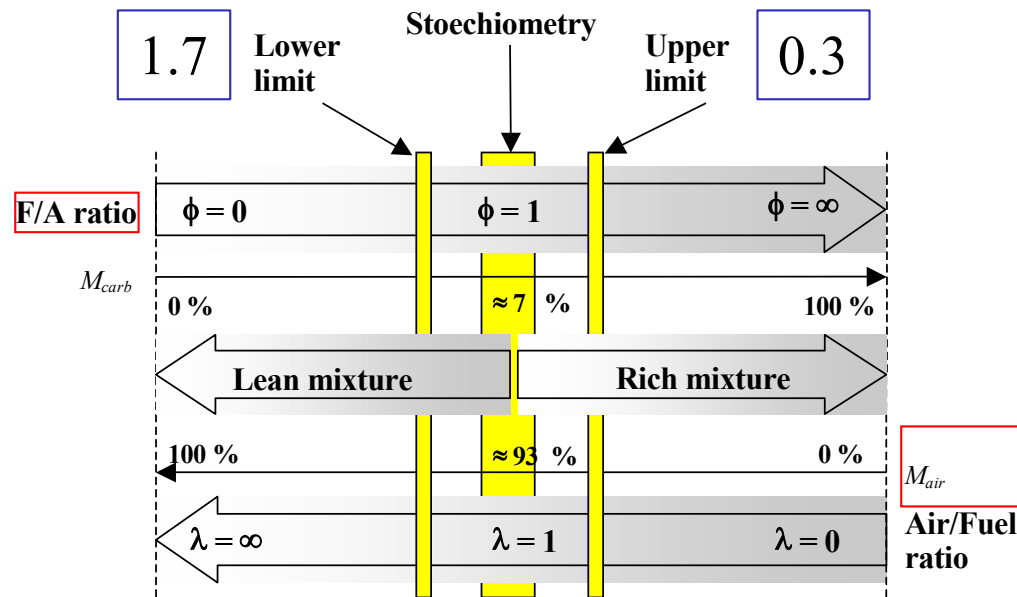 Stoechiometry
1.7
Lower
limit
Upper
limit
0.3
F/A ratio
ϕ = 0
ϕ = 1
ϕ = ∞
M_carb
0 %
≈ 7 %
100 %
Lean mixture
Rich mixture
100 %
≈ 93 %
0 %
M_air
λ = ∞
λ = 1
λ = 0
Air/Fuel
ratio